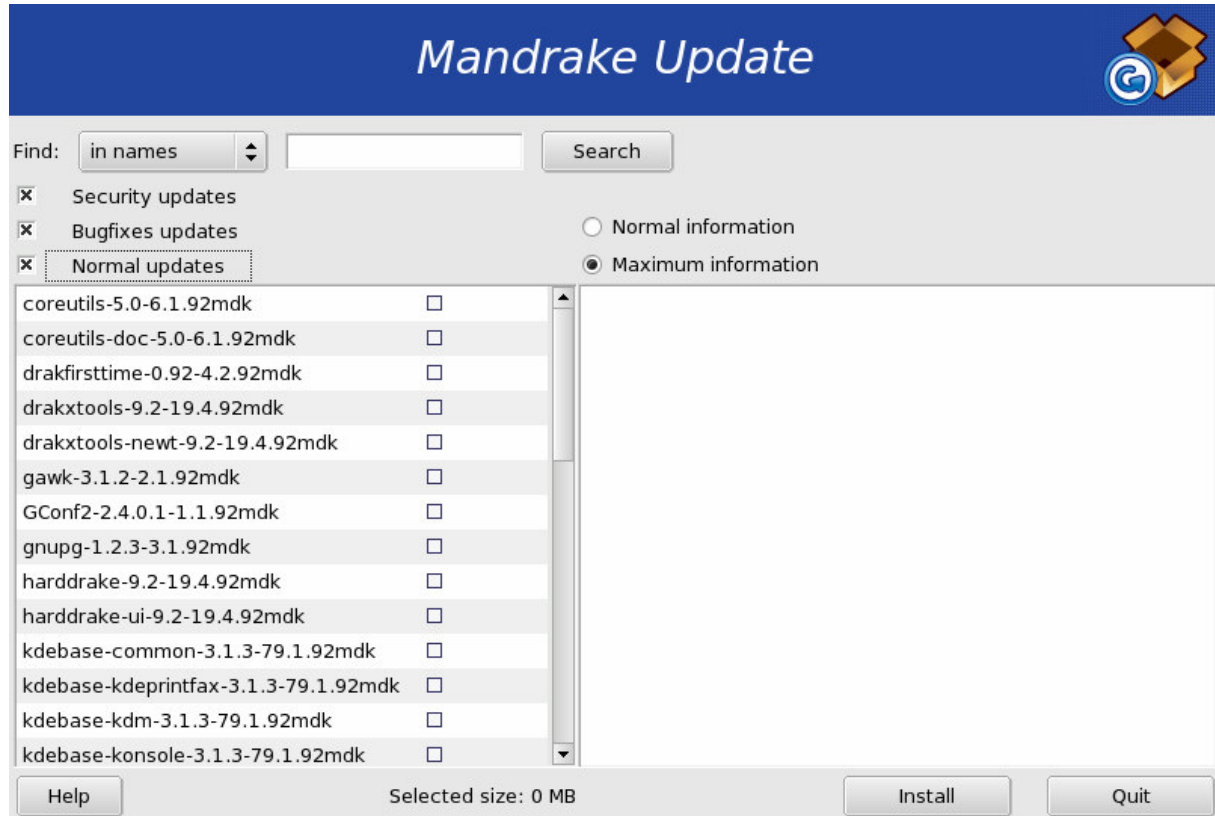 Mandrake Update
Find: in names Search
Security updates
Bugfixes updates
Normal updates
Normal information
Maximum information
coreutils-5.0-6.1.92mdk
coreutils-doc-5.0-6.1.92mdk
drakfirsttime-0.92-4.2.92mdk
drakxtools-9.2-19.4.92mdk
drakxtools-newt-9.2-19.4.92mdk
gawk-3.1.2-2.1.92mdk
GConf2-2.4.0.1-1.1.92mdk
gnupg-1.2.3-3.1.92mdk
harddrake-9.2-19.4.92mdk
harddrake-ui-9.2-19.4.92mdk
kdebase-common-3.1.3-79.1.92mdk
kdebase-kdeprintfax-3.1.3-79.1.92mdk
kdebase-kdm-3.1.3-79.1.92mdk
kdebase-konsole-3.1.3-79.1.92mdk
Help Selected size: 0 MB Install Quit